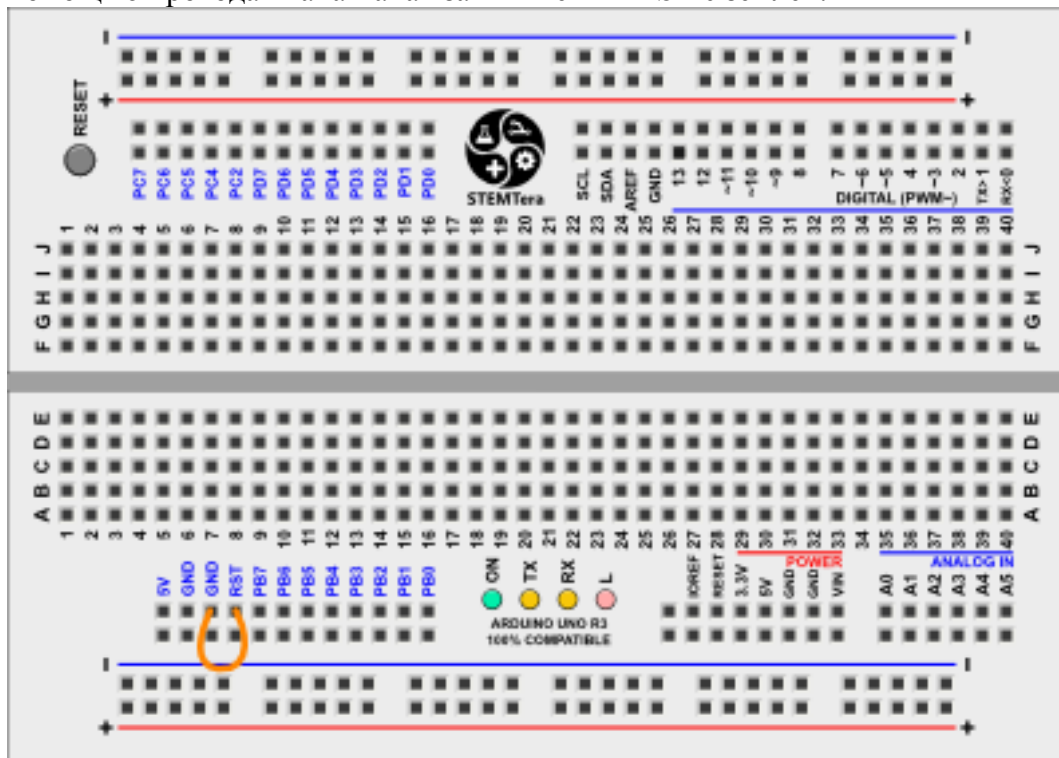 RESET
PC7 PC6 PC5 PC4 PC2 PD7 PD6 PD5 PD4 PD3 PD2 PD1 PD0
STEMTera
SCL SDA AREF GND 13 12 ~11 ~10 ~9 8 7 ~6 ~5 4 ~3 2 TX>1 RX<0
DIGITAL (PWM~)
1 2 3 4 5 6 7 8 9 10 11 12 13 14 15 16 17 18 19 20 21 22 23 24 25 26 27 28 29 30 31 32 33 34 35 36 37 38 39 40
J J
I I
H H
G G
F F
E E
D D
C C
B B
A A
1 2 3 4 5 6 7 8 9 10 11 12 13 14 15 16 17 18 19 20 21 22 23 24 25 26 27 28 29 30 31 32 33 34 35 36 37 38 39 40
POWER ANALOG IN
5V GND GND RST PB7 PB6 PB5 PB4 PB3 PB2 PB1 PB0 ON TX RX L IOREF RESET 3.3V 5V GND GND VIN A0 A1 A2 A3 A4 A5
ARDUINO UNO R3
100% COMPATIBLE